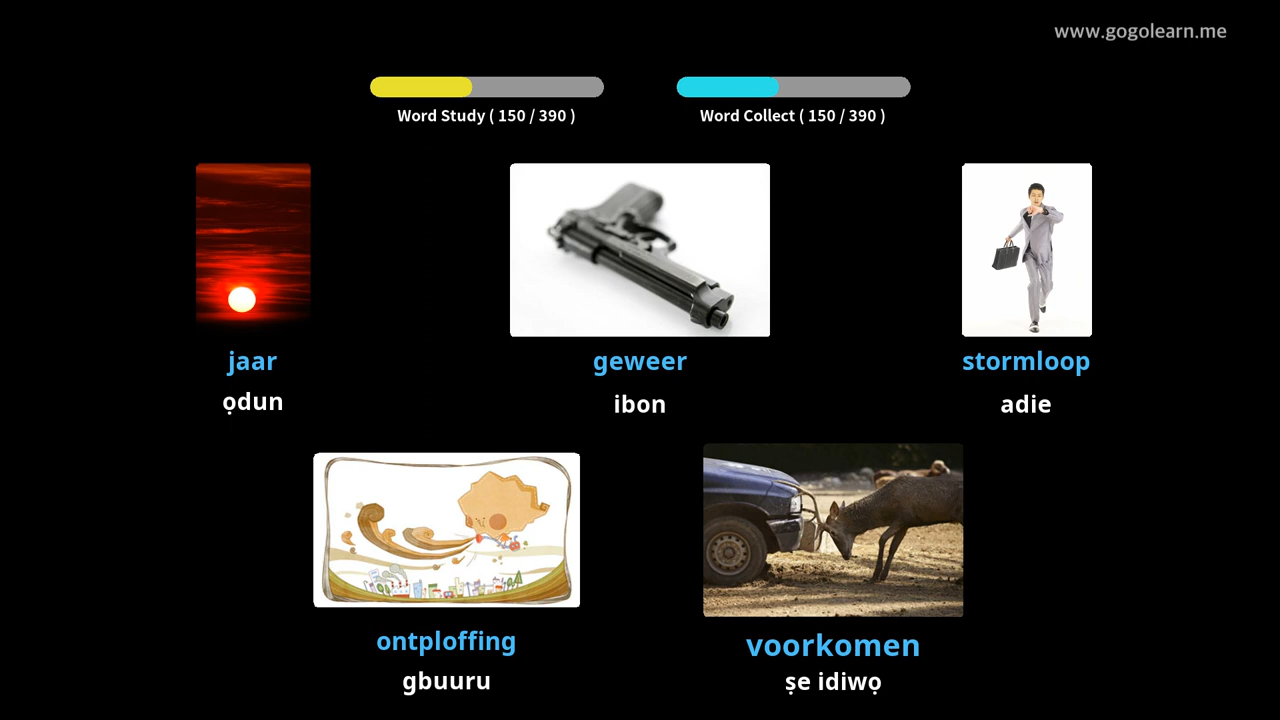 www.gogolearn.me
Word Study ( 150 / 390 )
Word Collect ( 150 / 390 )
jaar
ọdun
geweer
ibon
stormloop
adie
ontploffing
gbuuru
voorkomen
ṣe idiwọ